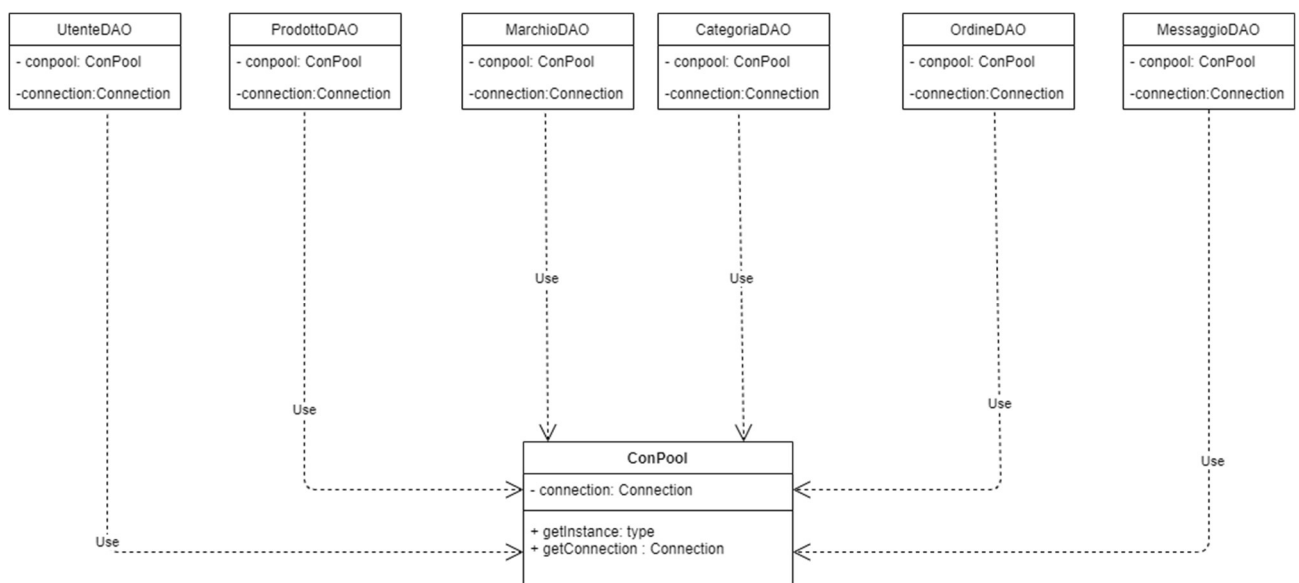 UtenteDAO
- conpool: ConPool
-connection:Connection
ProdottoDAO
- conpool: ConPool
-connection:Connection
MarchioDAO
- conpool: ConPool
-connection:Connection
CategoriaDAO
- conpool: ConPool
-connection:Connection
OrdineDAO
- conpool: ConPool
-connection:Connection
MessaggioDAO
- conpool: ConPool
-connection:Connection
Use
Use
Use
Use
Use
Use
ConPool
- connection: Connection
+ getInstance: type
+ getConnection : Connection